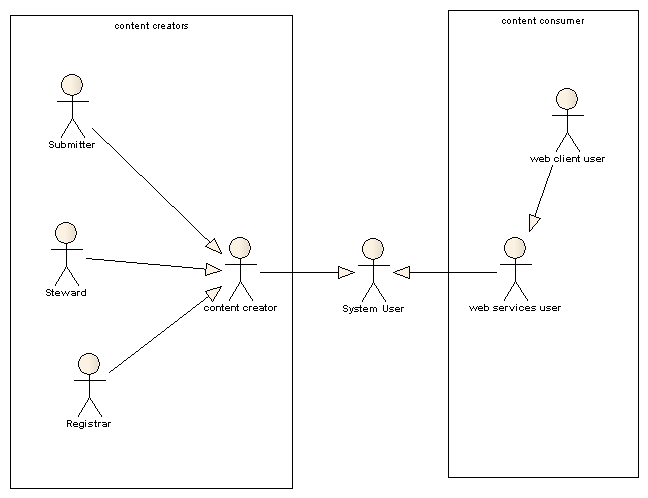 content creators
content consumer
Submitter
web client user
Steward
content creator
System User
web services user
Registrar